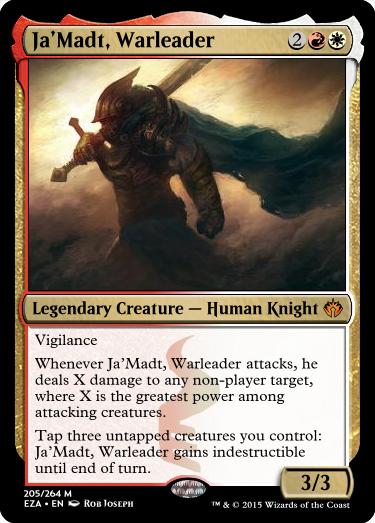 Ja'Madt, Warleader 2
Legendary Creature — Human Knight
Vigilance
Whenever Ja'Madt, Warleader attacks, he
deals X damage to any non-player target,
where X is the greatest power among
attacking creatures.
Tap three untapped creatures you control:
Ja'Madt, Warleader gains indestructible
until end of turn.
3/3
205/264 M
EZA • EN Rob Joseph
™ & © 2015 Wizards of the Coast